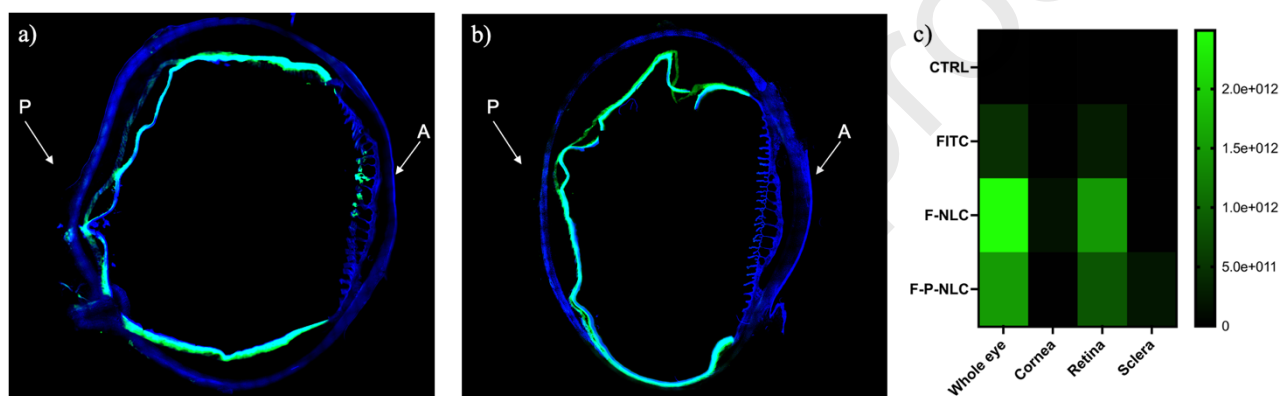 a)
P
A
b)
P
A
c)
CTRL
FITC
F-NLC
F-P-NLC
Whole eye
Cornea
Retina
Sclera
2.0e+012
1.5e+012
1.0e+012
5.0e+011
0